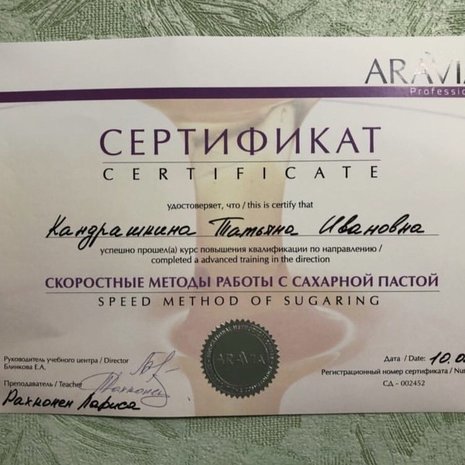 ARAVIA
Professional
СЕРТИФИКАТ
CERTIFICATE
удостоверяет, что / this is certify that
Кандрашкина Татьяна Ивановна
успешно прошел(а) курс повышения квалификации по направлению /
completed a advanced training in the direction
СКОРОСТНЫЕ МЕТОДЫ РАБОТЫ С САХАРНОЙ ПАСТОЙ
SPEED METHOD OF SUGARING
Руководитель учебного центра / Director
Блинкова Е.А.
Преподаватель / Teacher
Рахконен Лариса
ARAVIA
Дата / Date: 10.0
Регистрационный номер сертификата / Nu
СД - 002452